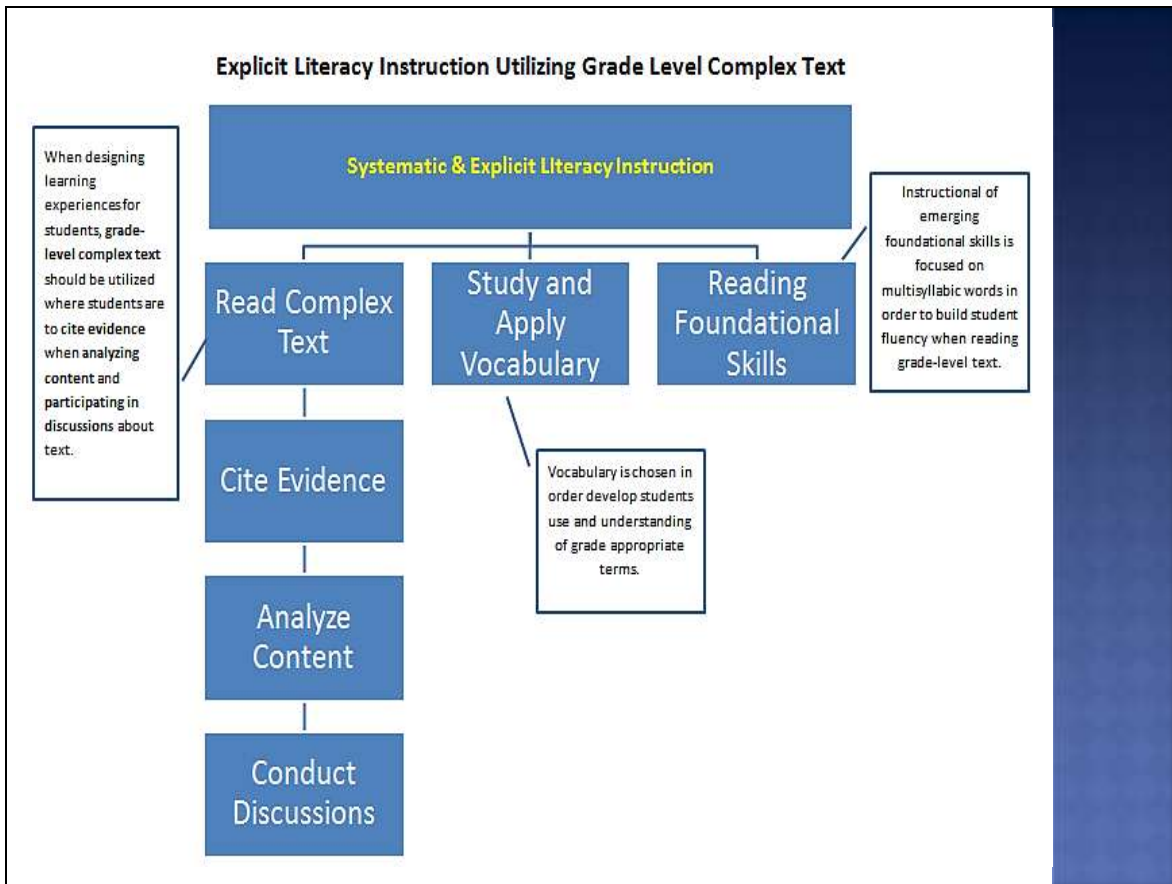 Explicit Literacy Instruction Utilizing Grade Level Complex Text
Systematic & Explicit LIteracy Instruction
When designing
learning
experiences for
students, grade-
level complex text
should be utilized
where students are
to cite evidence
when analyzing
content and
participating in
discussions about
text.
Instructional of
emerging
foundational skills is
focused on
multisyllabic words in
order to build student
fluency when reading
grade-level text.
Read Complex
Text
Study and
Apply
Vocabulary
Reading
Foundational
Skills
Cite Evidence
Vocabulary is chosen in
order develop students
use and understanding
of grade appropriate
terms.
Analyze
Content
Conduct
Discussions